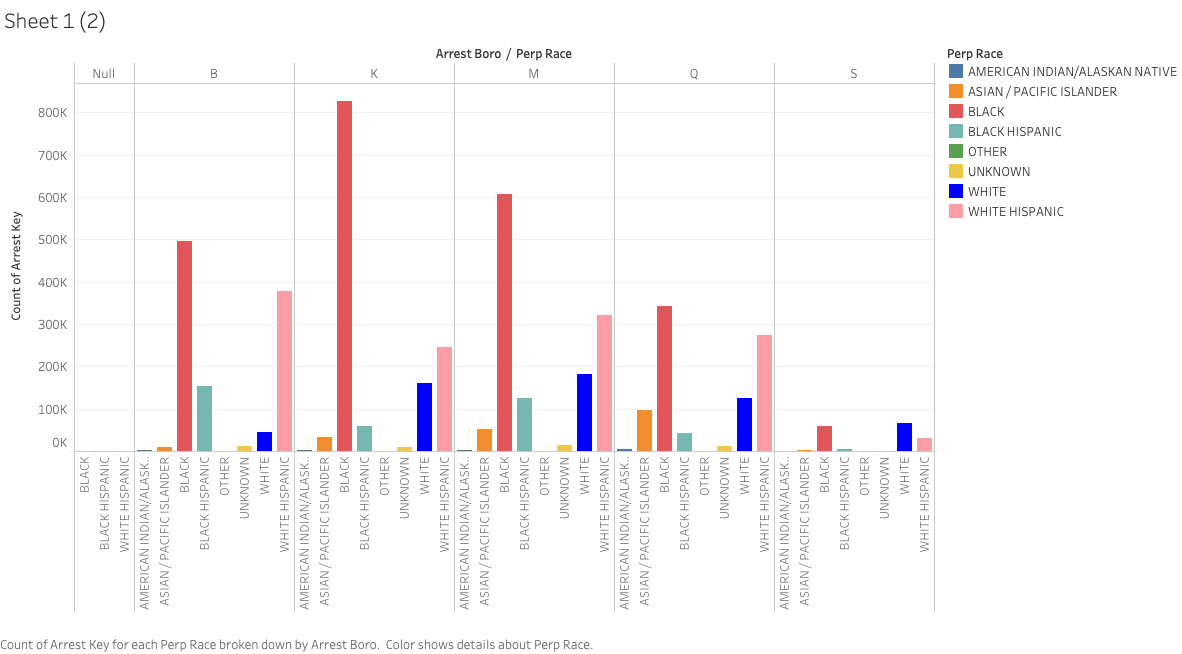 Sheet 1 (2)
Arrest Boro / Perp Race
Null
B
K
M
Q
S
Count of Arrest Key
800K
700K
600K
500K
400K
300K
200K
100K
0K
BLACK
BLACK HISPANIC
WHITE HISPANIC
AMERICAN INDIAN/ALASK..
ASIAN / PACIFIC ISLANDER
BLACK
BLACK HISPANIC
OTHER
UNKNOWN
WHITE
WHITE HISPANIC
AMERICAN INDIAN/ALASK..
ASIAN / PACIFIC ISLANDER
BLACK
BLACK HISPANIC
OTHER
UNKNOWN
WHITE
WHITE HISPANIC
AMERICAN INDIAN/ALASK..
ASIAN / PACIFIC ISLANDER
BLACK
BLACK HISPANIC
OTHER
UNKNOWN
WHITE
WHITE HISPANIC
AMERICAN INDIAN/ALASK..
ASIAN / PACIFIC ISLANDER
BLACK
BLACK HISPANIC
OTHER
UNKNOWN
WHITE
WHITE HISPANIC
AMERICAN INDIAN/ALASK..
ASIAN / PACIFIC ISLANDER
BLACK
BLACK HISPANIC
OTHER
UNKNOWN
WHITE
WHITE HISPANIC
Perp Race
AMERICAN INDIAN/ALASKAN NATIVE
ASIAN / PACIFIC ISLANDER
BLACK
BLACK HISPANIC
OTHER
UNKNOWN
WHITE
WHITE HISPANIC
Count of Arrest Key for each Perp Race broken down by Arrest Boro.  Color shows details about Perp Race.